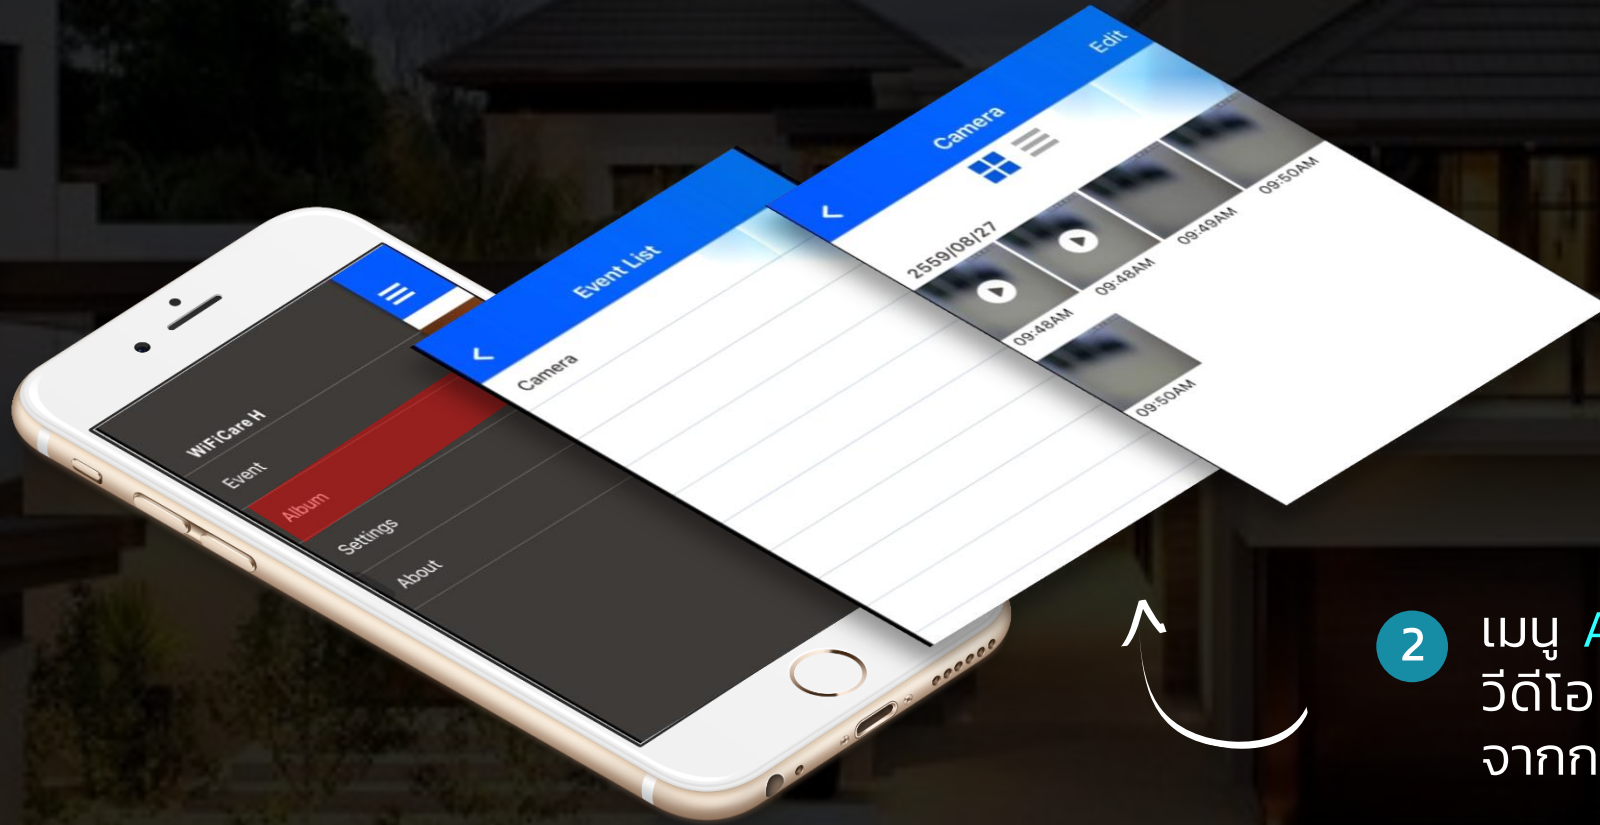 WiFiCare H
Event
Album
Settings
About
Event List
Camera
Camera
Edit
2559/08/27
09:48AM
09:48AM
09:49AM
09:50AM
09:50AM
2
เมนู A
วีดีโอ
จากก